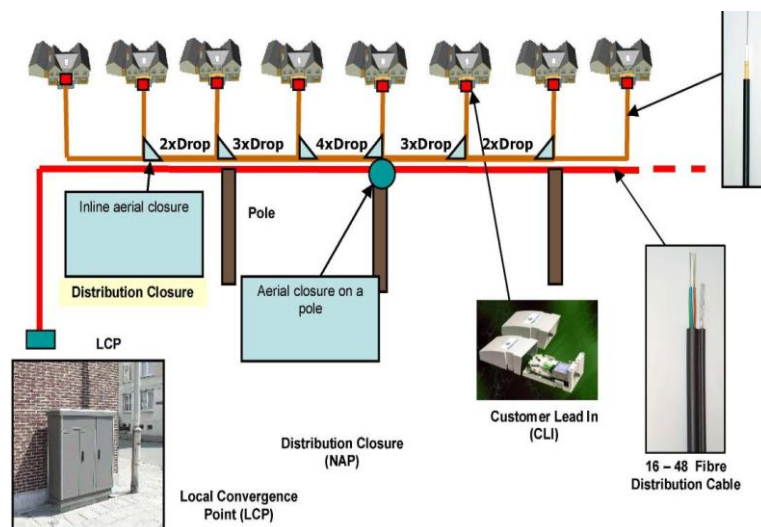 2xDrop
3xDrop
4xDrop
3xDrop
2xDrop
Inline aerial closure
Pole
Distribution Closure
Aerial closure on a
pole
LCP
Customer Lead In
(CLI)
Distribution Closure
(NAP)
16 – 48 Fibre
Distribution Cable
Local Convergence
Point (LCP)